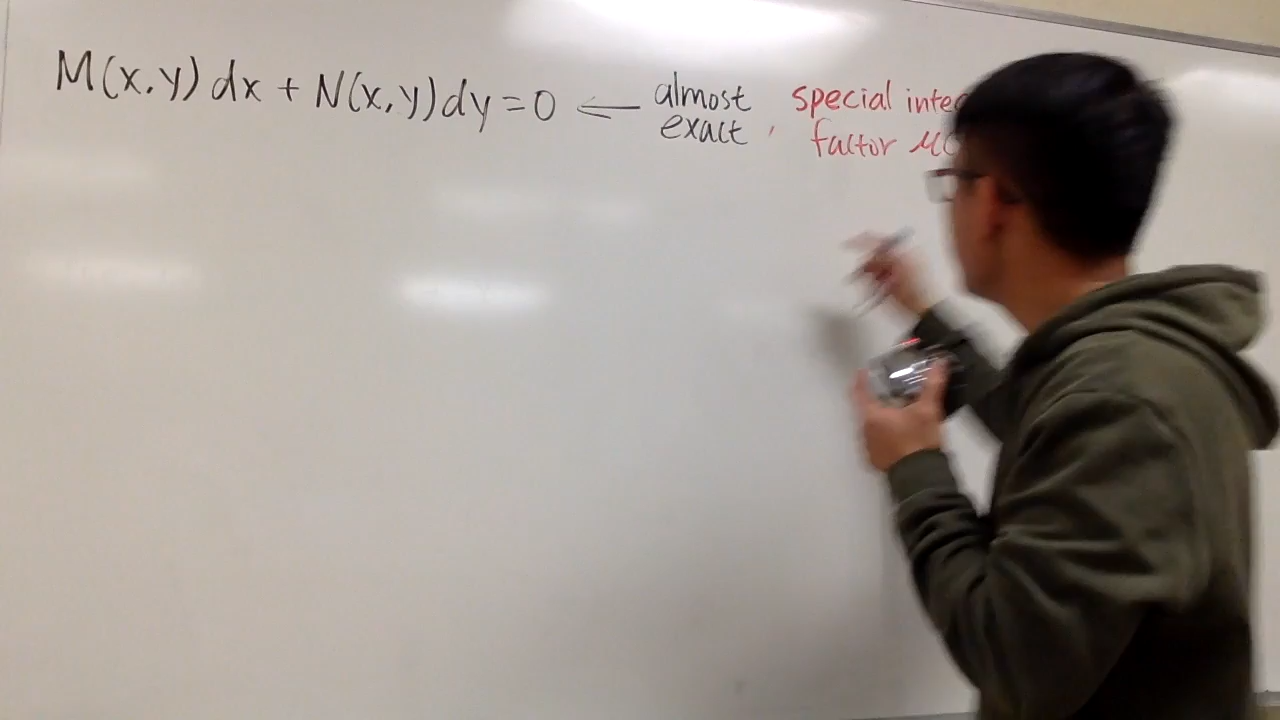 M(x,y) dx + N(x,y) dy = 0 ← almost special
exact, factor μ(